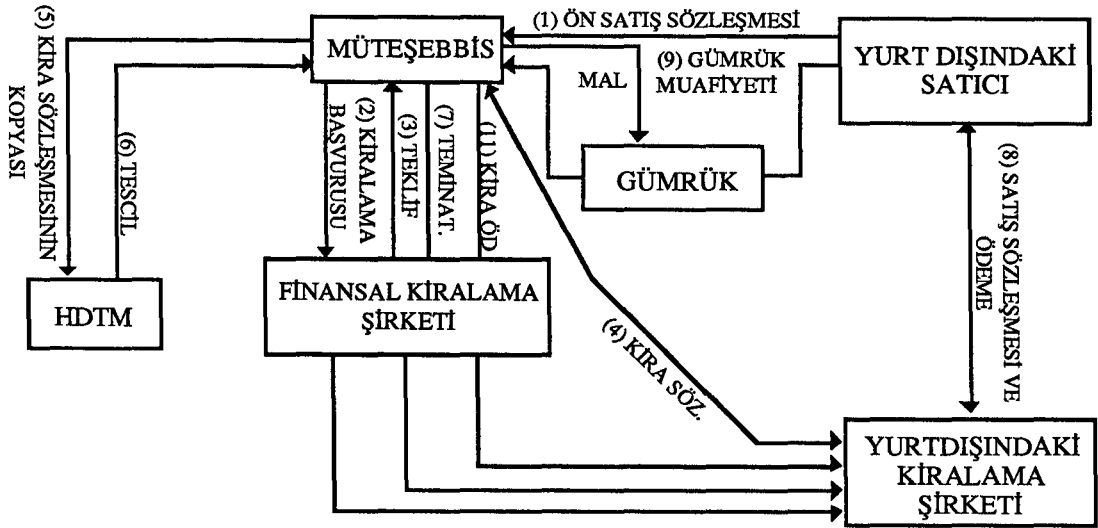 (1) ÖN SATIŞ SÖZLEŞMESİ
MÜTEŞEBBİS
YURT DIŞINDAKİ
SATICI
(9) GÜMRÜK
MUAFİYETİ
MAL
GÜMRÜK
(5) KİRA SÖZLEŞMESİNİN
KOPYASI
(6) TESCİL
(2) KİRALAMA
BAŞVURUSU
(3) TEKLİF
(7) TEMİNAT.
(11) KİRA ÖD
HDTM
FİNANSAL KİRALAMA
ŞİRKETİ
(4) KİRA SÖZ.
(8) SATIŞ SÖZLEŞMESİ VE
ÖDEME
YURTDIŞINDAKİ
KİRALAMA
ŞİRKETİ